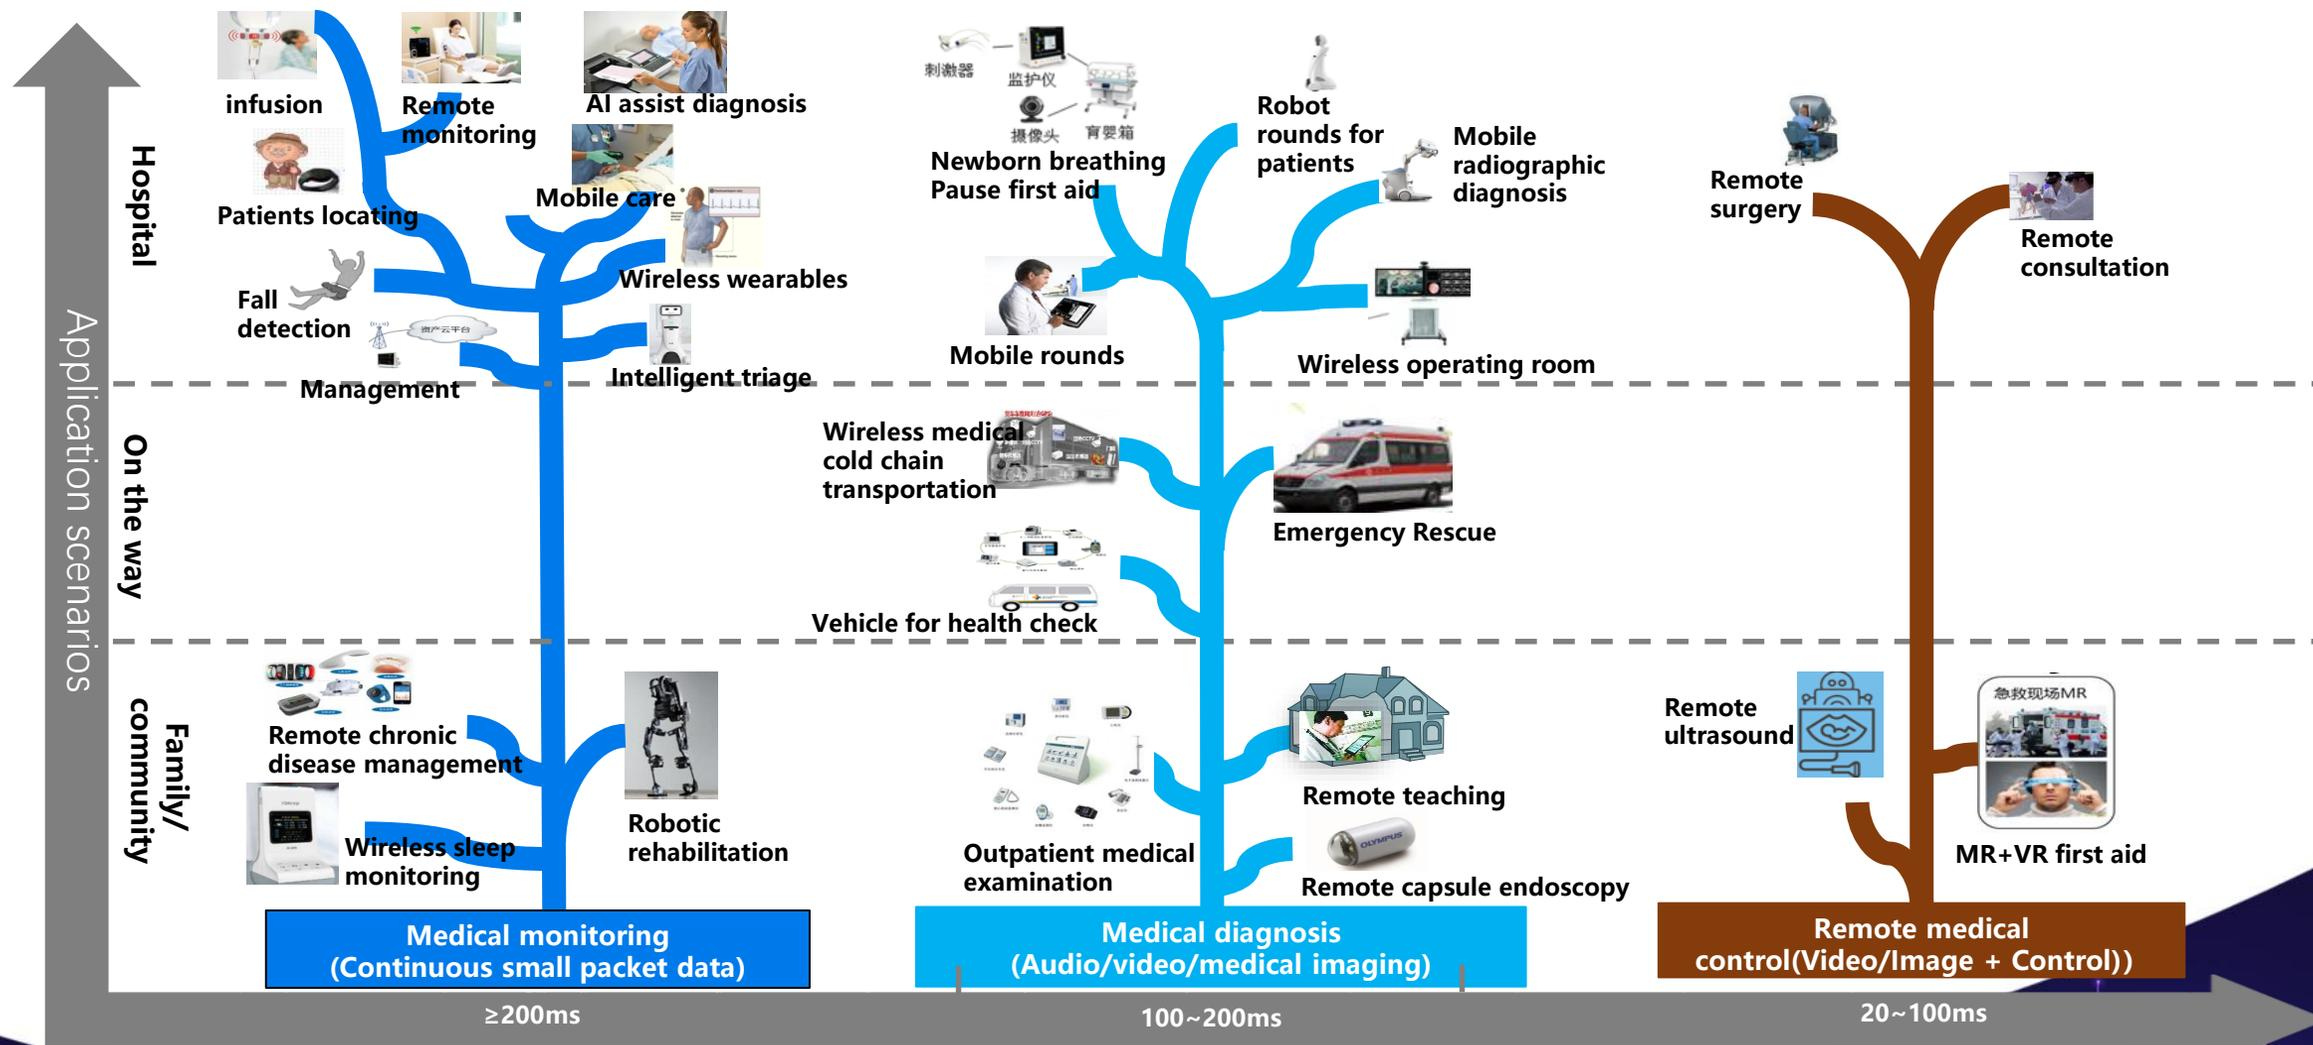 Application scenarios
Hospital
infusion
Remote
monitoring
AI assist diagnosis
Patients locating
Mobile care
Wireless wearables
Fall
detection
资产云平台
Management
Intelligent triage
刺激器
监护仪
摄像头
育婴箱
Newborn breathing
Pause first aid
Robot
rounds for
patients
Mobile
radiographic
diagnosis
Mobile rounds
Wireless operating room
Remote
surgery
Remote
consultation
On the way
Wireless medical
cold chain
transportation
Emergency Rescue
Vehicle for health check
Family/
community
Remote chronic
disease management
Wireless sleep
monitoring
Robotic
rehabilitation
Outpatient medical
examination
Remote teaching
OLYMPUS
Remote capsule endoscopy
Remote
ultrasound
急救现场MR
MR+VR first aid
Medical monitoring
(Continuous small packet data)
Medical diagnosis
(Audio/video/medical imaging)
Remote medical
control(Video/Image + Control))
≥200ms
100~200ms
20~100ms